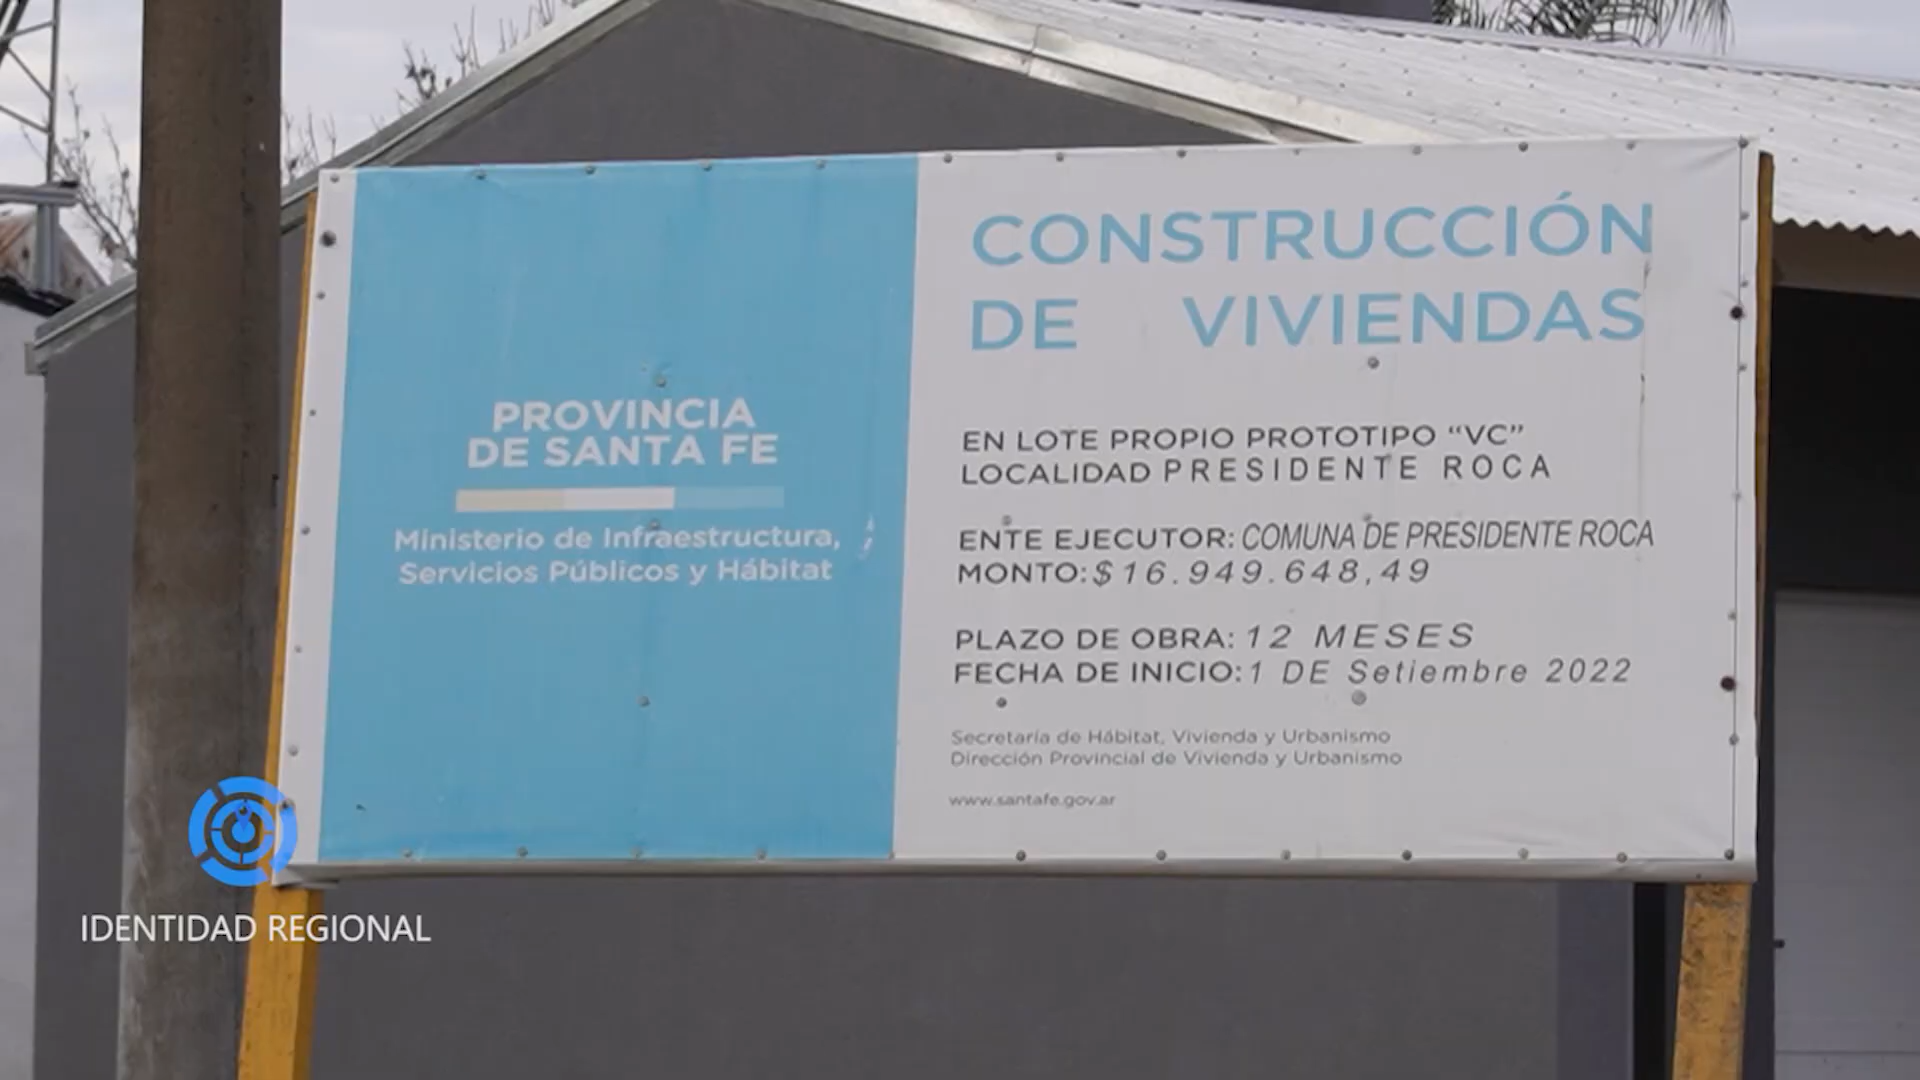 PROVINCIA
DE SANTA FE
Ministerio de Infraestructura,
Servicios Públicos y Hábitat
CONSTRUCCIÓN
DE VIVIENDAS
EN LOTE PROPIO PROTOTIPO “VC”
LOCALIDAD PRESIDENTE ROCA
ENTE EJECUTOR: COMUNA DE PRESIDENTE ROCA
MONTO: $16.949.648,49
PLAZO DE OBRA: 12 MESES
FECHA DE INICIO: 1 DE Setiembre 2022
Secretaría de Hábitat, Vivienda y Urbanismo
Dirección Provincial de Vivienda y Urbanismo
www.santafe.gov.ar
IDENTIDAD REGIONAL